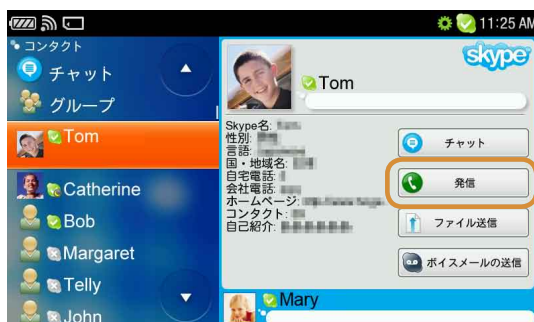 11:25 AM
コンタクト
チャット
グループ
Tom
Catherine
Bob
Margaret
Telly
John
skype
Tom
Skype名:
性別:
言語:
国・地域名:
自宅電話:
会社電話:
ホームページ:
コンタクト:
自己紹介:
チャット
発信
ファイル送信
ボイスメールの送信
Mary